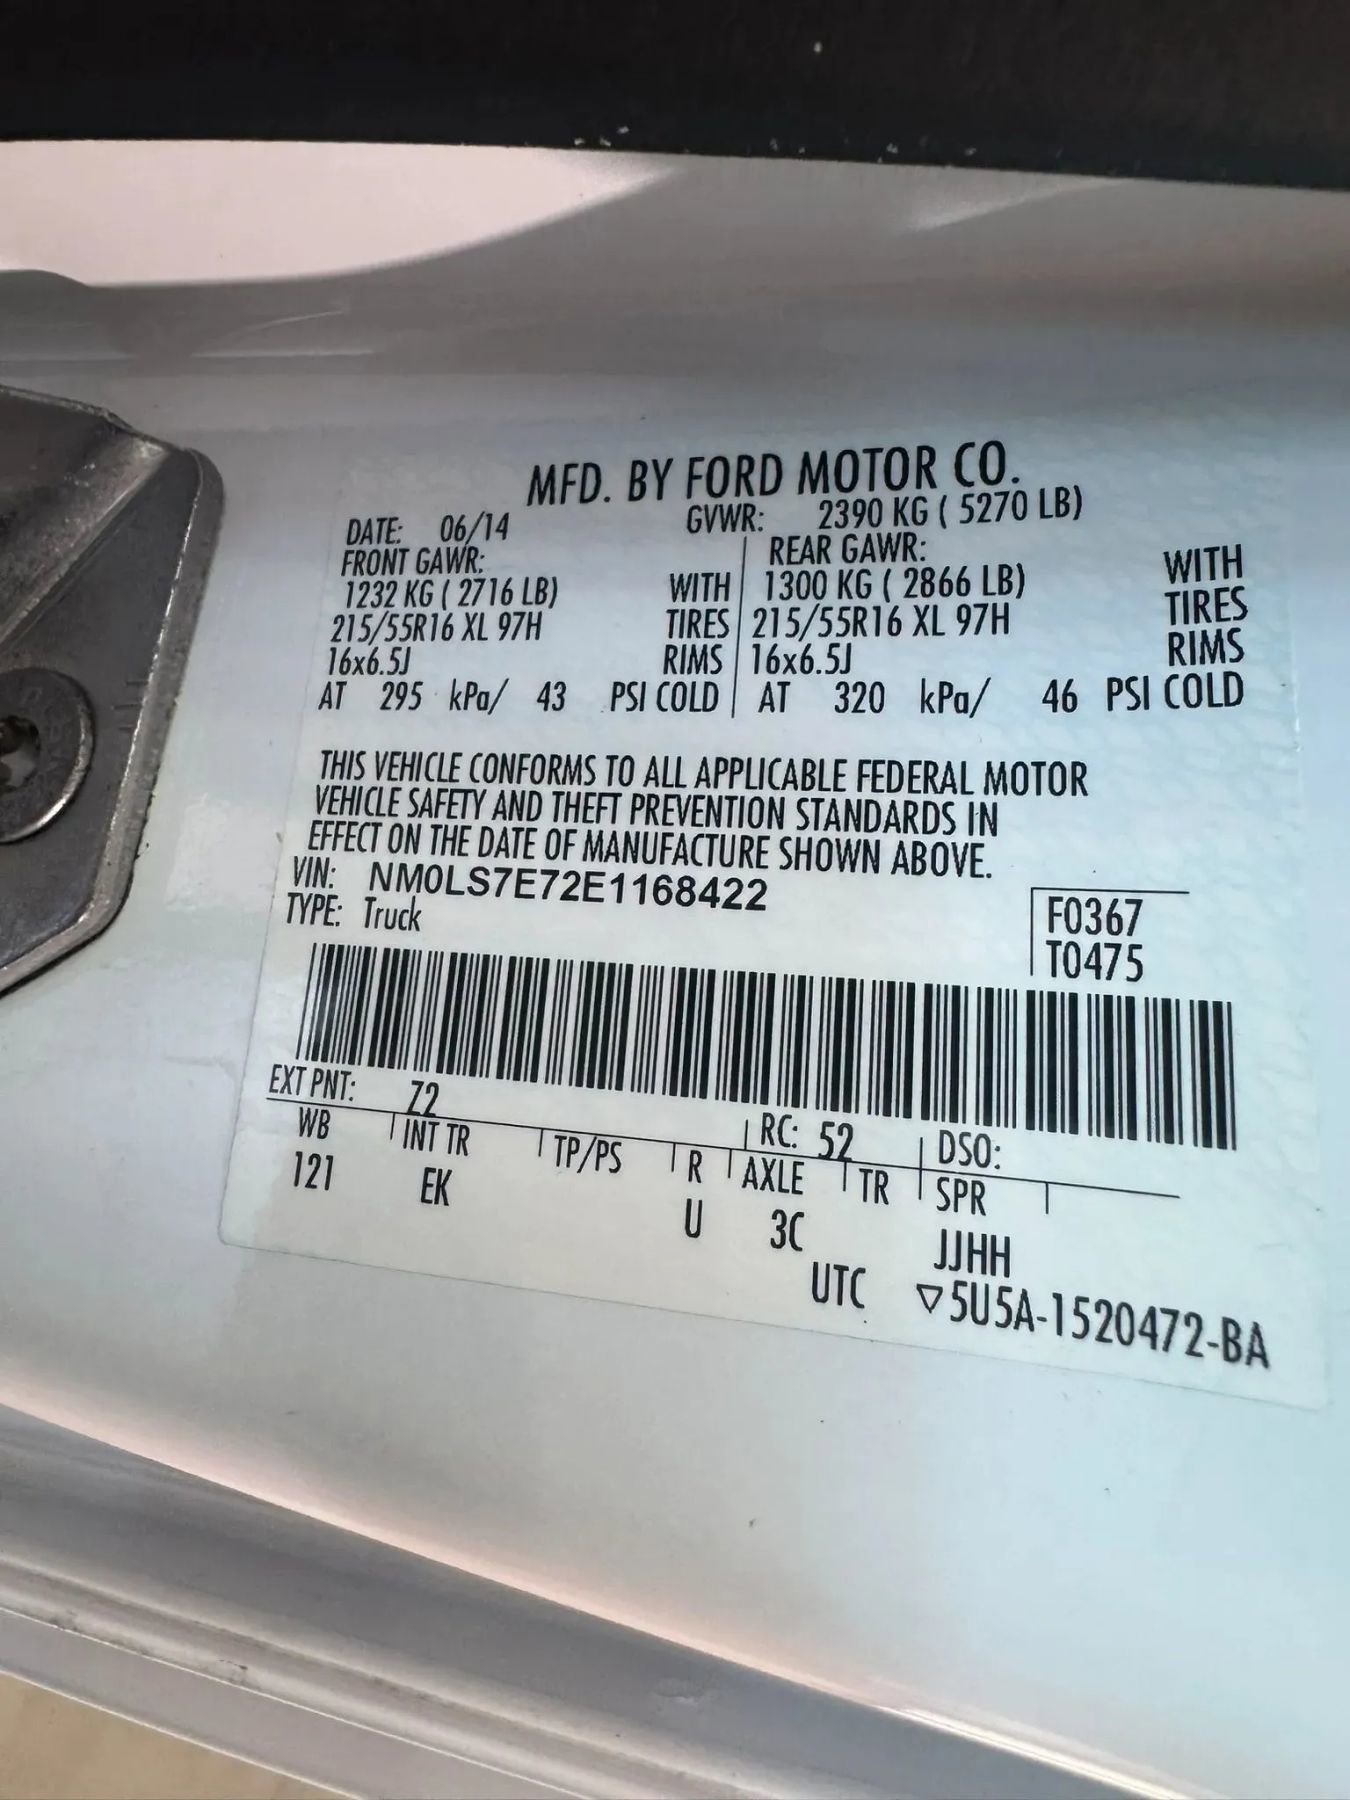 MFD. BY FORD MOTOR CO.
DATE: 06/14 GVWR: 2390 KG ( 5270 LB)
FRONT GAWR: REAR GAWR:
1232 KG ( 2716 LB) WITH 1300 KG ( 2866 LB) WITH
215/55R16 XL 97H TIRES 215/55R16 XL 97H TIRES
16x6.5J RIMS 16x6.5J RIMS
AT 295 kPa/ 43 PSI COLD AT 320 kPa/ 46 PSI COLD
THIS VEHICLE CONFORMS TO ALL APPLICABLE FEDERAL MOTOR
VEHICLE SAFETY AND THEFT PREVENTION STANDARDS IN
EFFECT ON THE DATE OF MANUFACTURE SHOWN ABOVE.
VIN: NM0LS7E72E1168422
TYPE: Truck
F0367
T0475
EXT PNT: Z2 RC: 52 DSO:
WB INT TR TP/PS R AXLE TR SPR
121 EK U 3C JJHH
UTC ▽5U5A-1520472-BA